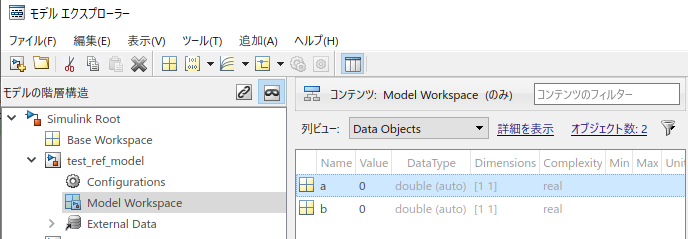 モデル エクスプローラー
ファイル(F) 編集(E) 表示(V) ツール(T) 追加(A) ヘルプ(H)
モデルの階層構造
Simulink Root
Base Workspace
test_ref_model
Configurations
Model Workspace
External Data
コンテンツ: Model Workspace (のみ) コンテンツのフィルター
列ビュー: Data Objects 詳細を表示 オブジェクト数: 2
Name Value DataType Dimensions Complexity Min Max Unit
a 0 double (auto) [1 1] real
b 0 double (auto) [1 1] real